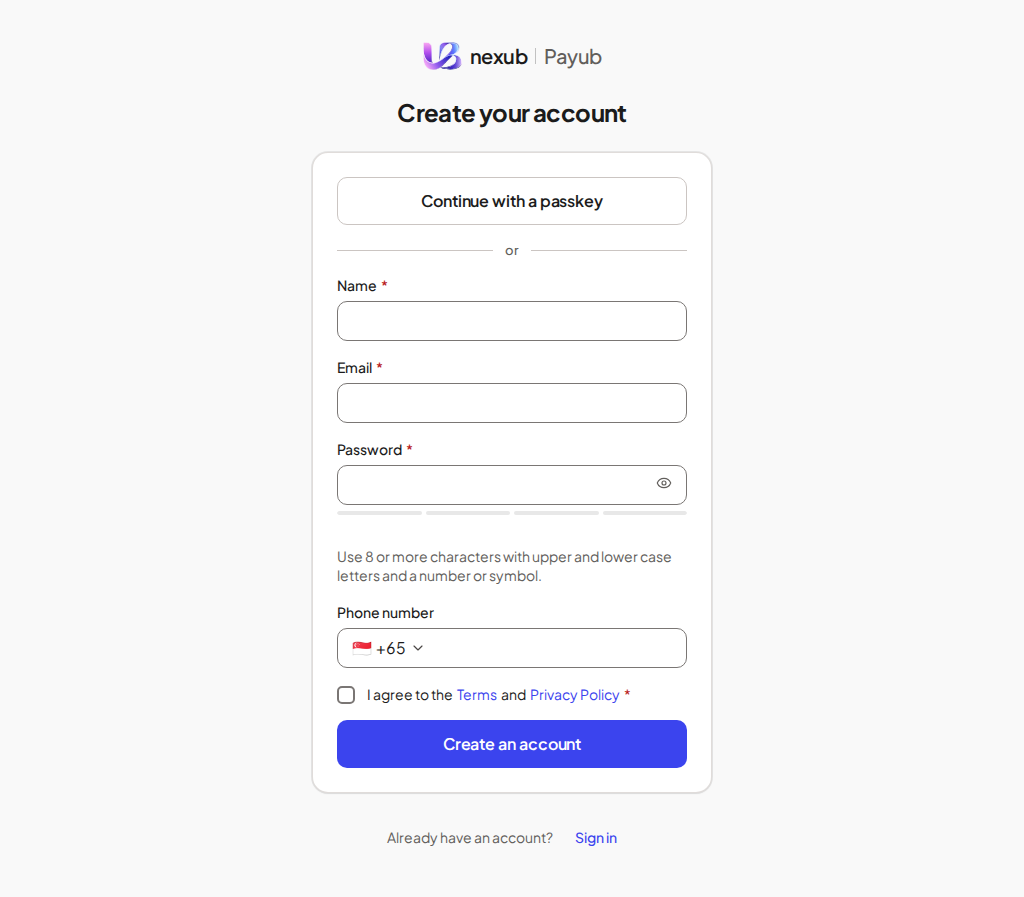 nexub | Payub
Create your account
Continue with a passkey
or
Name *
Email *
Password *
Use 8 or more characters with upper and lower case
letters and a number or symbol.
Phone number
+65
I agree to the Terms and Privacy Policy *
Create an account
Already have an account? Sign in